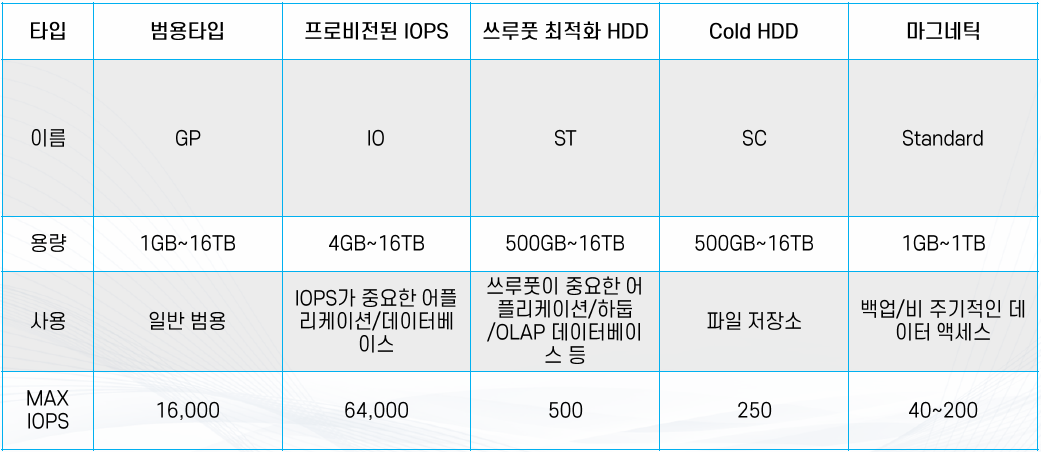 타입 범용타입 프로비전된 IOPS 쓰루풋 최적화 HDD Cold HDD 마그네틱
이름 GP IO ST SC Standard
용량 1GB~16TB 4GB~16TB 500GB~16TB 500GB~16TB 1GB~1TB
사용
일반 범용
IOPS가 중요한 어플
리케이션/데이터베
이스
쓰루풋이 중요한 어
플리케이션/하둡
/OLAP 데이터베이
스 등
파일 저장소
백업/비 주기적인 데
이터 액세스
MAX
IOPS
16,000 64,000 500 250 40~200